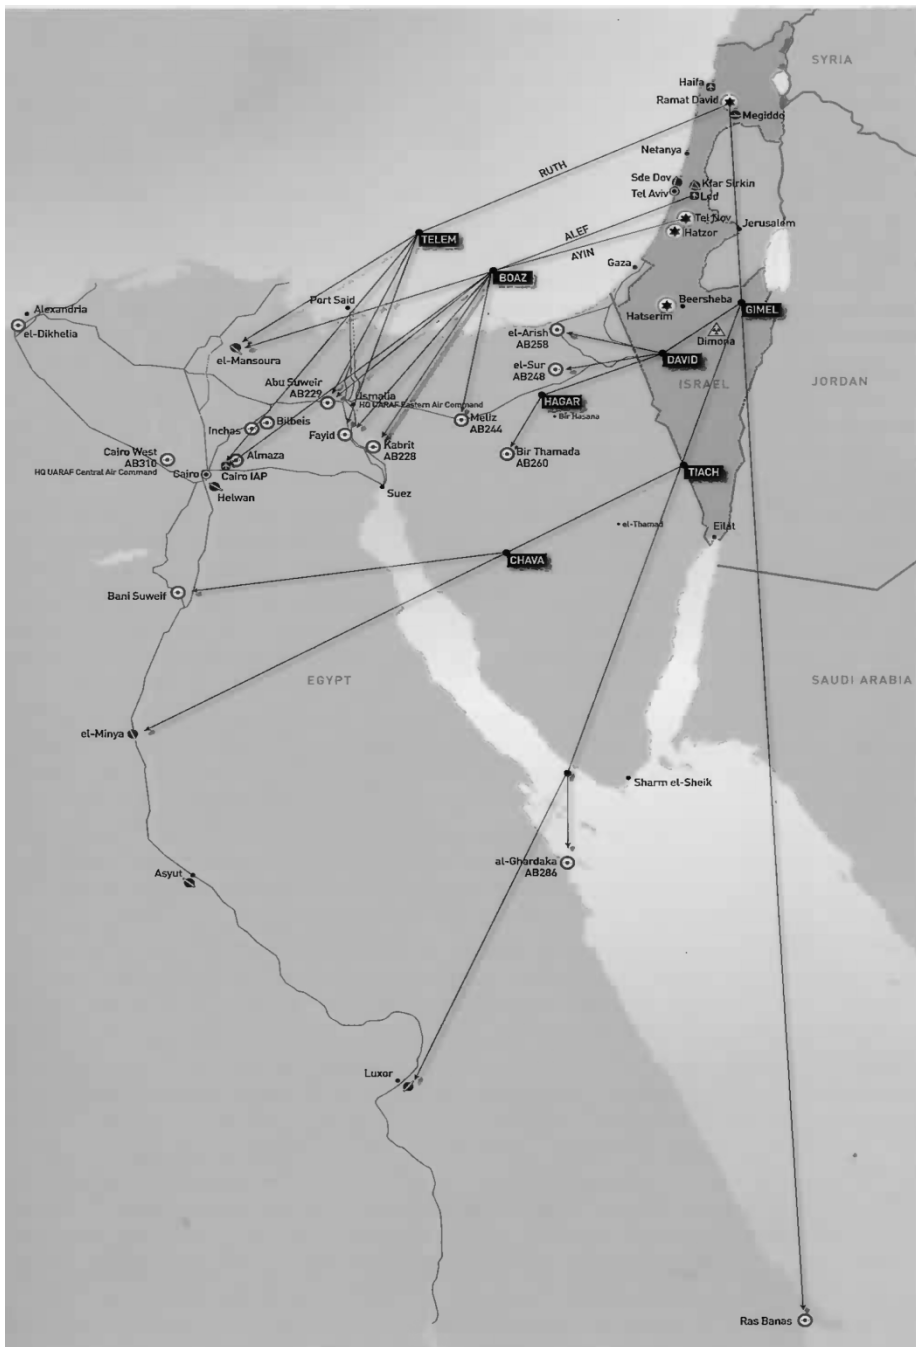 SYRIA
Haifa
Ramat David
Megiddo
Netanya
RUTH
Sde Dov
Kfar Sirkin
Tel Aviv
Lod
Tel Nov
ALEF
Jerusalem
TELEM
Hatzor
AYIN
Gaza
BOAZ
Alexandria
Port Said
Beersheba
GIMEL
el-Dikhelia
Hatserim
el-Arish
AB258
Dimona
el-Mansoura
DAVID
el-Sur
AB248
ISRAEL
JORDAN
Abu Suweir
AB229
Ismalia
HQ UARAF Eastern Air Command
HAGAR
Bir Hasana
Meliz
AB244
Inchas
Bilbeis
Fayid
Kabrit
AB228
Bir Thamada
AB260
Cairo West
AB310
HQ UARAF Central Air Command
Almaza
Cairo
Cairo IAP
TIACH
Helwan
Suez
el-Thamad
Eilat
CHAVA
Bani Suweif
EGYPT
SAUDI ARABIA
el-Minya
Sharm el-Sheik
al-Ghardaka
AB286
Asyut
Luxor
Ras Banas